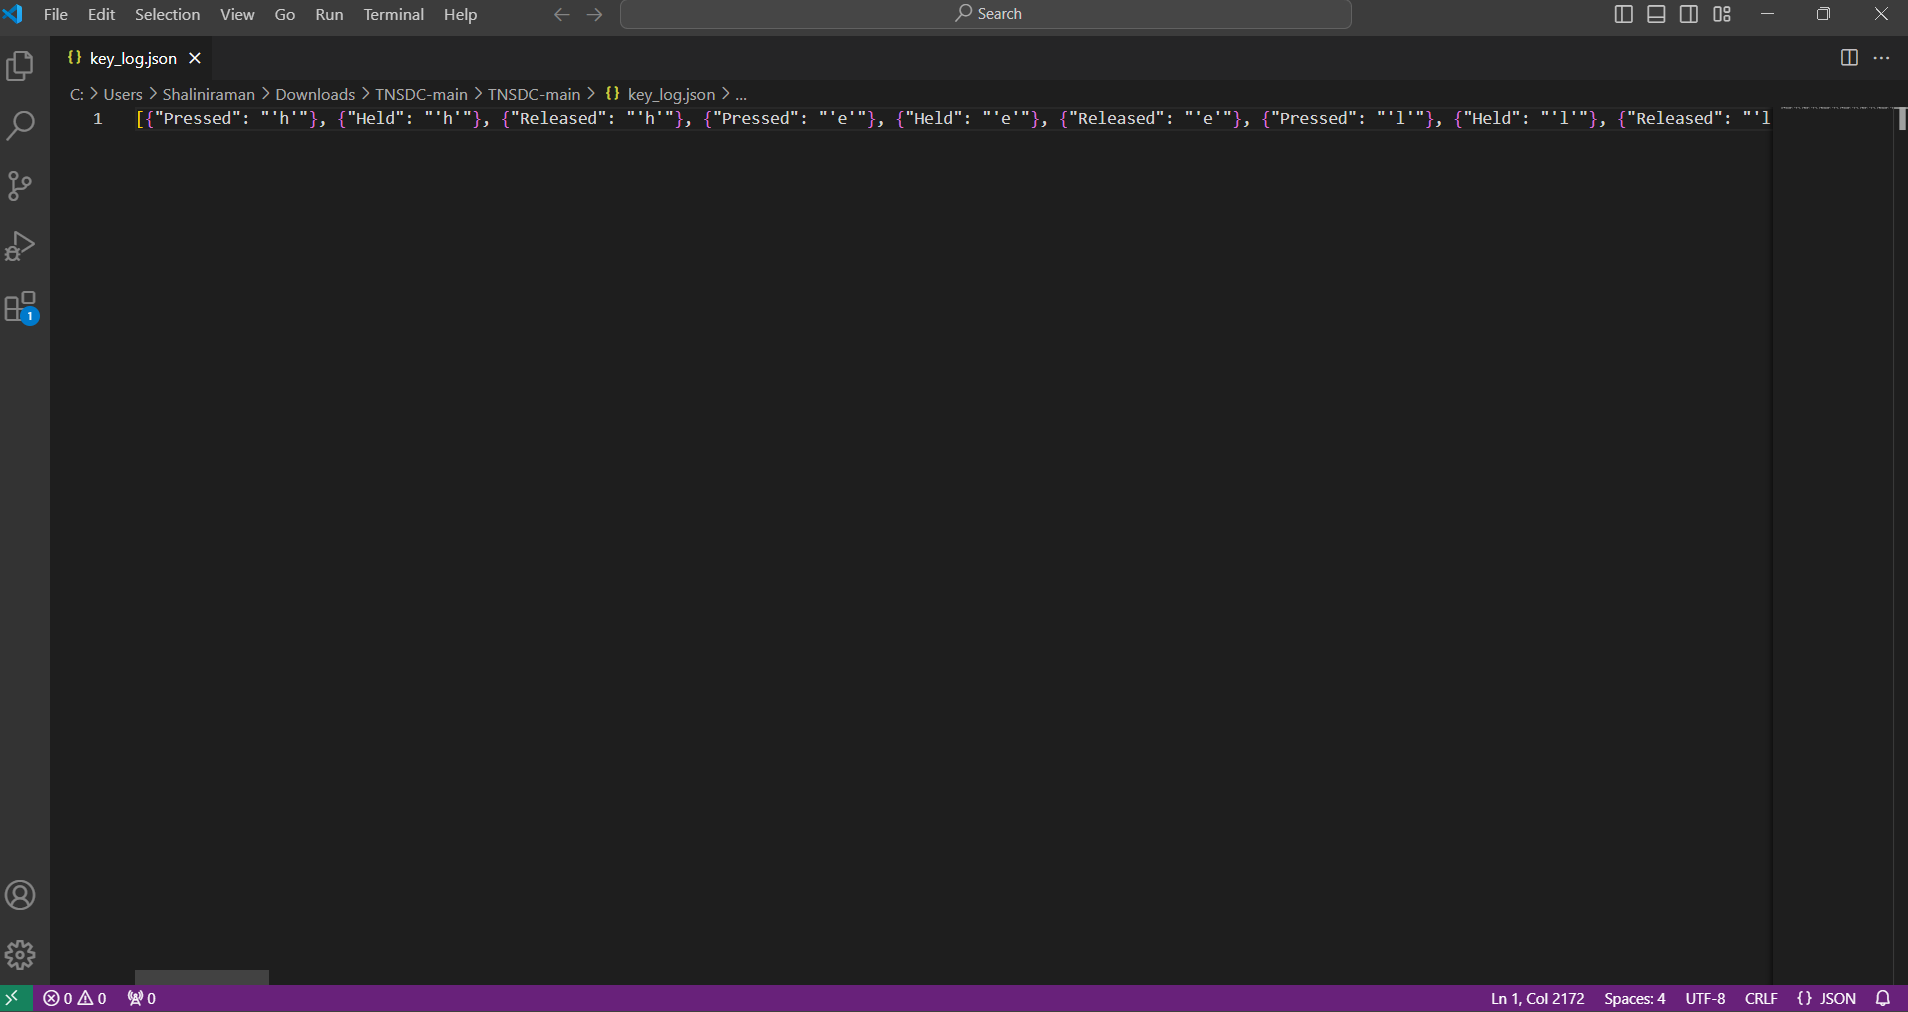 File Edit Selection View Go Run Terminal Help Search
key_log.json
C: > Users > Shaliniraman > Downloads > TNSDC-main > TNSDC-main > {} key_log.json > ...
1 [{"Pressed": "'h'"}, {"Held": "'h'"}, {"Released": "'h'"}, {"Pressed": "'e'"}, {"Held": "'e'"}, {"Released": "'e'"}, {"Pressed": "'l'"}, {"Held": "'l'"}, {"Released": "'l
1
0 0 0 Ln 1, Col 2172 Spaces: 4 UTF-8 CRLF {} JSON